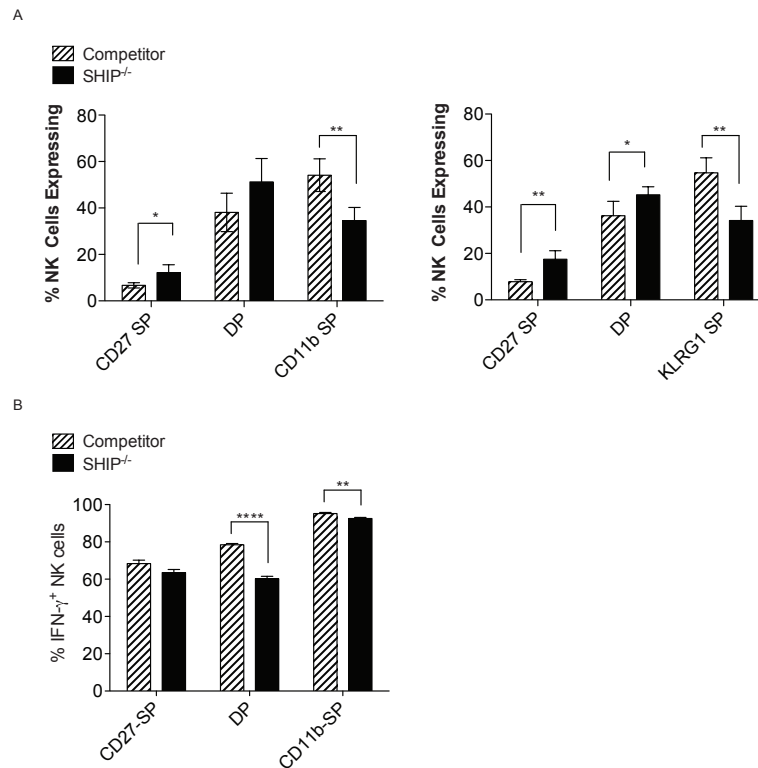 A
Competitor
SHIP-/-
% NK Cells Expressing
80
60
40
20
0
*
**
CD27 SP
DP
CD11b SP
% NK Cells Expressing
80
60
40
20
0
**
*
**
CD27 SP
DP
KLRG1 SP
B
Competitor
SHIP-/-
% IFN-γ+ NK cells
100
80
60
40
20
0
****
**
CD27-SP
DP
CD11b-SP